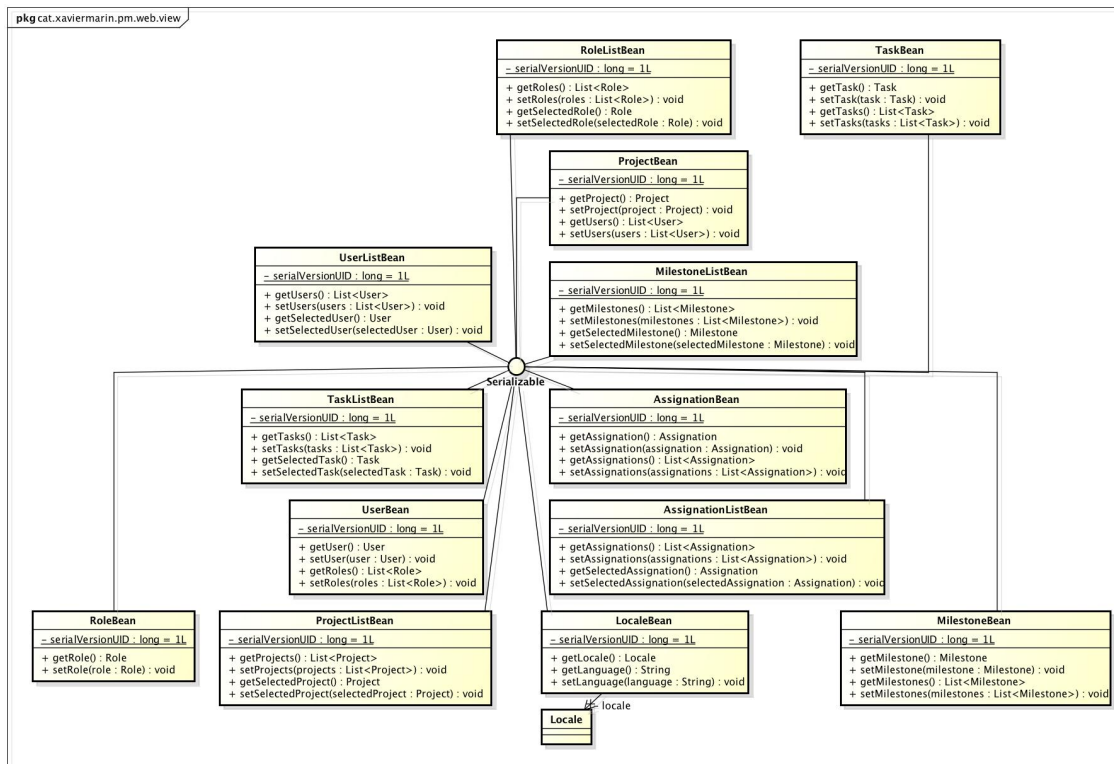 pkg cat.xaviermarin.pm.web.view
RoleListBean
- serialVersionUID : long = 1L
+ getRoles() : List<Role>
+ setRoles(roles : List<Role>) : void
+ getSelectedRole() : Role
+ setSelectedRole(selectedRole : Role) : void
TaskBean
- serialVersionUID : long = 1L
+ getTask() : Task
+ setTask(task : Task) : void
+ getTasks() : List<Task>
+ setTasks(tasks : List<Task>) : void
ProjectBean
- serialVersionUID : long = 1L
+ getProject() : Project
+ setProject(project : Project) : void
+ getUsers() : List<User>
+ setUsers(users : List<User>) : void
UserListBean
- serialVersionUID : long = 1L
+ getUsers() : List<User>
+ setUsers(users : List<User>) : void
+ getSelectedUser() : User
+ setSelectedUser(selectedUser : User) : void
MilestoneListBean
- serialVersionUID : long = 1L
+ getMilestones() : List<Milestone>
+ setMilestones(milestones : List<Milestone>) : void
+ getSelectedMilestone() : Milestone
+ setSelectedMilestone(selectedMilestone : Milestone) : void
Serializable
TaskListBean
- serialVersionUID : long = 1L
+ getTasks() : List<Task>
+ setTasks(tasks : List<Task>) : void
+ getSelectedTask() : Task
+ setSelectedTask(selectedTask : Task) : void
AssignationBean
- serialVersionUID : long = 1L
+ getAssignation() : Assignation
+ setAssignation(assignation : Assignation) : void
+ getAssignations() : List<Assignation>
+ setAssignations(assignations : List<Assignation>) : void
UserBean
- serialVersionUID : long = 1L
+ getUser() : User
+ setUser(user : User) : void
+ getRoles() : List<Role>
+ setRoles(roles : List<Role>) : void
AssignationListBean
- serialVersionUID : long = 1L
+ getAssignations() : List<Assignation>
+ setAssignations(assignations : List<Assignation>) : void
+ getSelectedAssignation() : Assignation
+ setSelectedAssignation(selectedAssignation : Assignation) : void
RoleBean
- serialVersionUID : long = 1L
+ getRole() : Role
+ setRole(role : Role) : void
ProjectListBean
- serialVersionUID : long = 1L
+ getProjects() : List<Project>
+ setProjects(projects : List<Project>) : void
+ getSelectedProject() : Project
+ setSelectedProject(selectedProject : Project) : void
LocaleBean
- serialVersionUID : long = 1L
+ getLocale() : Locale
+ getLanguage() : String
+ setLanguage(language : String) : void
MilestoneBean
- serialVersionUID : long = 1L
+ getMilestone() : Milestone
+ setMilestone(milestone : Milestone) : void
+ getMilestones() : List<Milestone>
+ setMilestones(milestones : List<Milestone>) : void
- locale
Locale